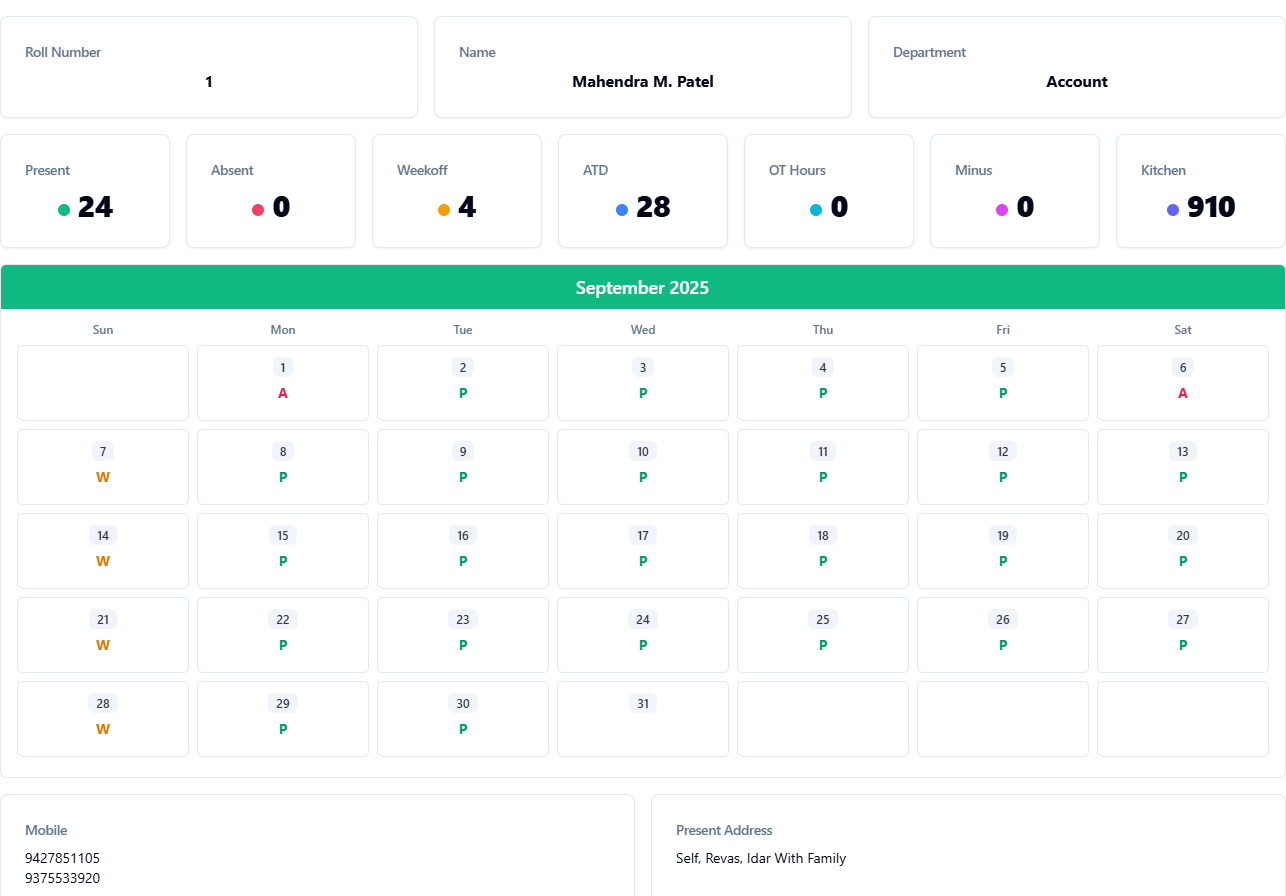 Roll Number
1
Name
Mahendra M. Patel
Department
Account
Present
24
Absent
0
Weekoff
4
ATD
28
OT Hours
0
Minus
0
Kitchen
910
September 2025
Sun Mon Tue Wed Thu Fri Sat
1 2 3 4 5 6
A P P P P A
7 8 9 10 11 12 13
W P P P P P P
14 15 16 17 18 19 20
W P P P P P P
21 22 23 24 25 26 27
W P P P P P P
28 29 30 31
W P P
Mobile
9427851105
9375533920
Present Address
Self, Revas, Idar With Family